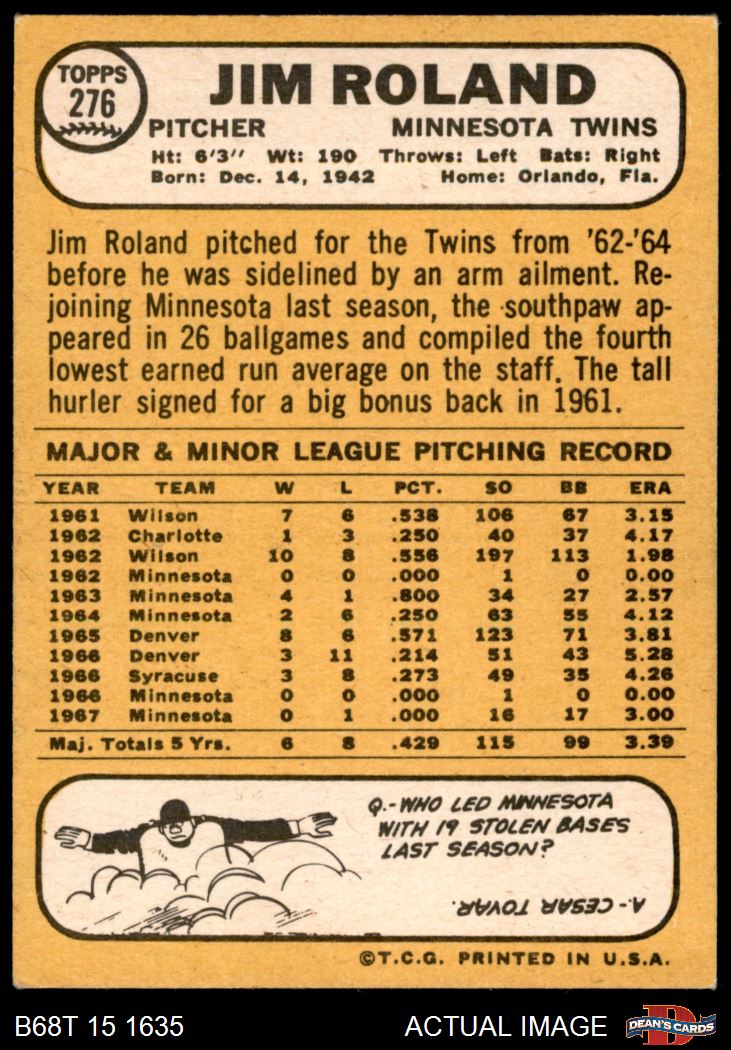 TOPPS
276
JIM ROLAND
PITCHER MINNESOTA TWINS
Ht: 6'3" Wt: 190 Throws: Left Bats: Right
Born: Dec. 14, 1942 Home: Orlando, Fla.
Jim Roland pitched for the Twins from '62-'64
before he was sidelined by an arm ailment. Re-
joining Minnesota last season, the southpaw ap-
peared in 26 ballgames and compiled the fourth
lowest earned run average on the staff. The tall
hurler signed for a big bonus back in 1961.
MAJOR & MINOR LEAGUE PITCHING RECORD
YEAR TEAM W L PCT. SO BB ERA
1961 Wilson 7 6 .538 106 67 3.15
1962 Charlotte 1 3 .250 40 37 4.17
1962 Wilson 10 8 .556 197 113 1.98
1962 Minnesota 0 0 .000 1 0 0.00
1963 Minnesota 4 1 .800 34 27 2.57
1964 Minnesota 2 6 .250 63 55 4.12
1965 Denver 8 6 .571 123 71 3.81
1966 Denver 3 11 .214 51 43 5.28
1966 Syracuse 3 8 .273 49 35 4.26
1966 Minnesota 0 0 .000 1 0 0.00
1967 Minnesota 0 1 .000 16 17 3.00
Maj. Totals 5 Yrs. 6 8 .429 115 99 3.39
Q.-WHO LED MINNESOTA
WITH 19 STOLEN BASES
LAST SEASON?
A-CESAR TOVAR.
©T.C.G. PRINTED IN U.S.A.
B68T 15 1635 ACTUAL IMAGE
D
DEAN'S CARDS